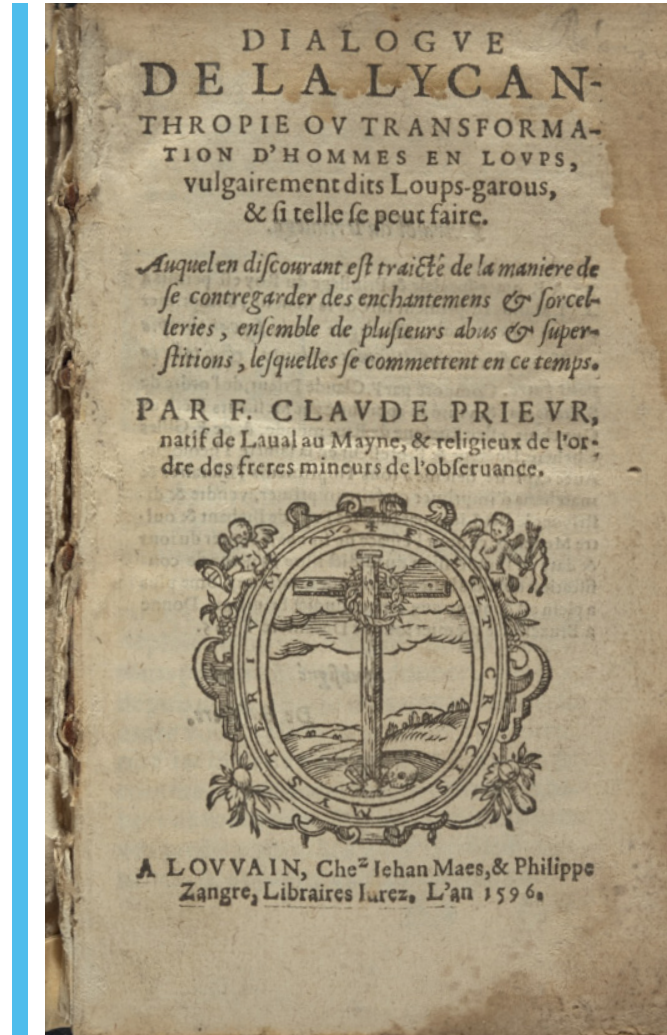 DIALOGVE
DE LA LYCAN-
THROPIE OV TRANSFORMA-
TION D'HOMMES EN LOVPS,
vulgairement dits Loups-garous,
& ſi telle ſe peut faire.
Auquel en diſcourant eſt traicté de la maniere de
ſe contregarder des enchantemens & ſorcel-
leries, enſemble de pluſieurs abus & ſuper-
ſtitions, leſquelles ſe commettent en ce temps.
PAR F. CLAVDE PRIEVR,
natif de Laual au Mayne, & religieux de l'or-
dre des freres mineurs de l'obſeruance.
FVLGET CRVCIS MYSTERIVM
A LOVVAIN, Chez Iehan Maes, & Philippe
Zangre, Libraires Iurez. L'an 1596.